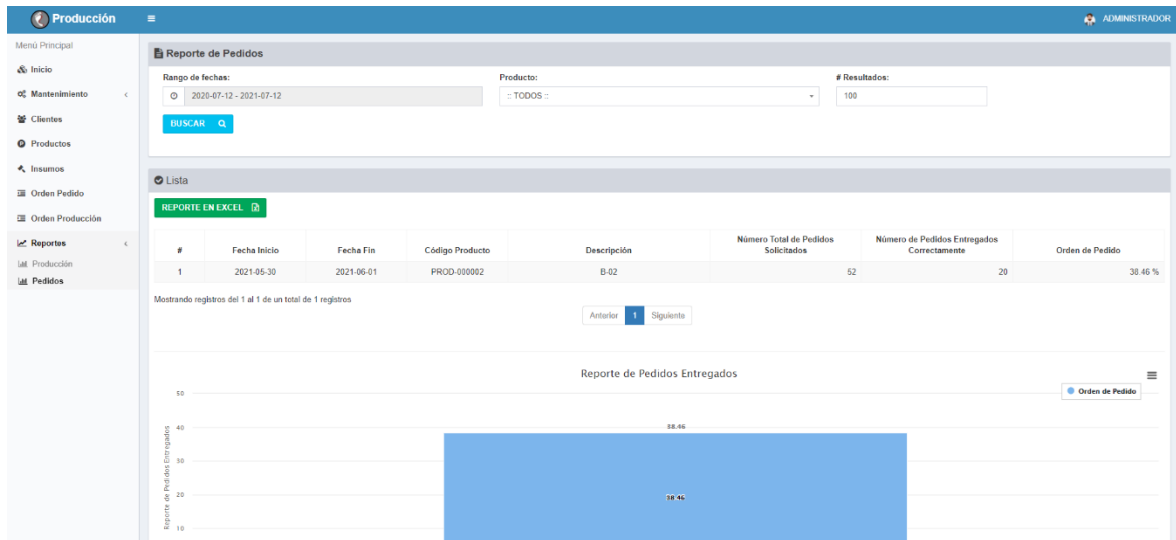 Producción
ADMINISTRADOR
Menú Principal
Inicio
Mantenimiento
Clientes
Productos
Insumos
Orden Pedido
Orden Producción
Reportes
Producción
Pedidos
Reporte de Pedidos
Rango de fechas:
Producto:
# Resultados:
2020-07-12 - 2021-07-12
:: TODOS ::
100
BUSCAR
Lista
REPORTE EN EXCEL
# Fecha Inicio Fecha Fin Código Producto Descripción Número Total de Pedidos Solicitados Número de Pedidos Entregados Correctamente Orden de Pedido
1 2021-05-30 2021-06-01 PROD-000002 B-02 52 20 38.46 %
Mostrando registros del 1 al 1 de un total de 1 registros
Anterior 1 Siguiente
Reporte de Pedidos Entregados
Orden de Pedido
Reporte de Pedidos Entregados
50
40
30
20
10
38.46
38.46